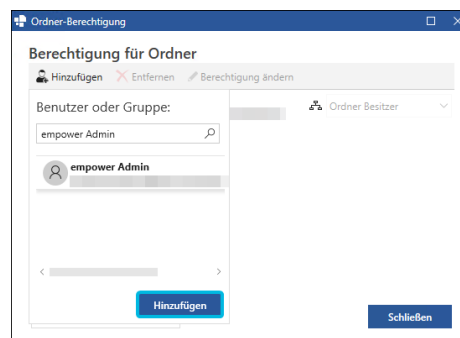 Ordner-Berechtigung
Berechtigung für Ordner
Hinzufügen Entfernen Berechtigung ändern
Benutzer oder Gruppe:
Ordner Besitzer
empower Admin
empower Admin
Hinzufügen
Schließen